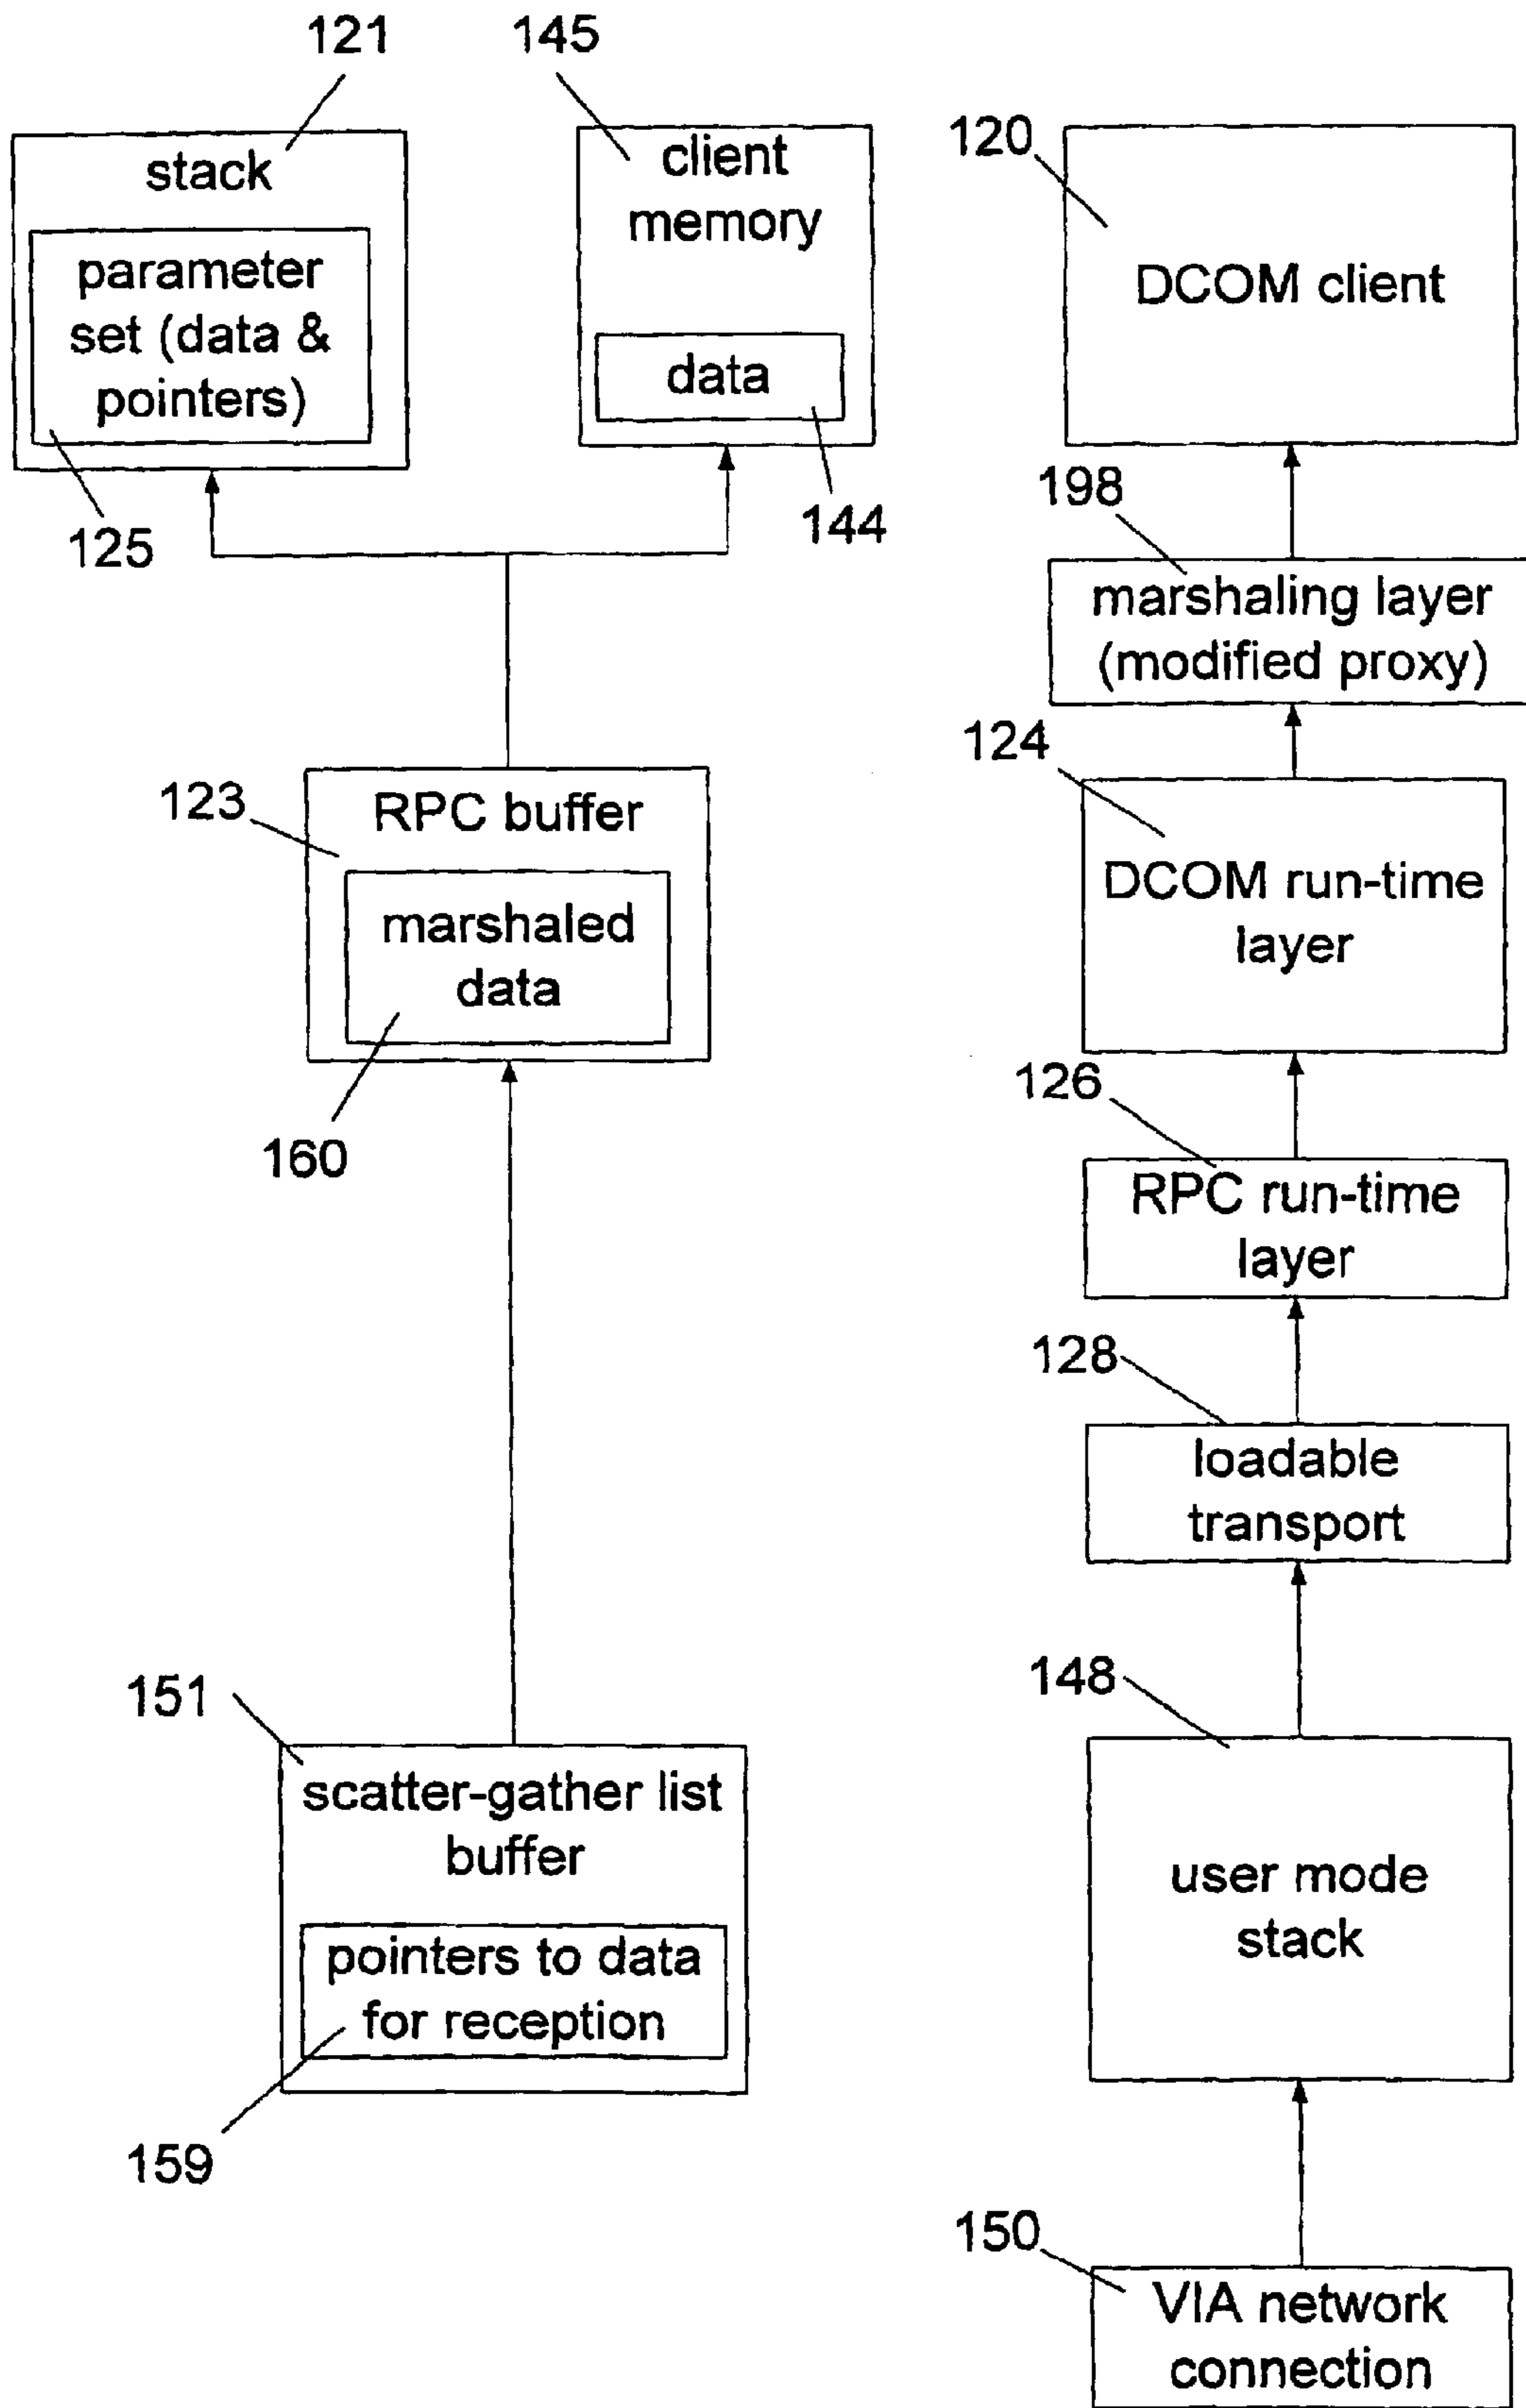 121
145
stack
parameter
set (data &
pointers)
125
client
memory
data
144
120
DCOM client
198
marshaling layer
(modified proxy)
123
RPC buffer
marshaled
data
160
124
DCOM run-time
layer
126
RPC run-time
layer
128
loadable
transport
151
scatter-gather list
buffer
pointers to data
for reception
159
148
user mode
stack
150
VIA network
connection